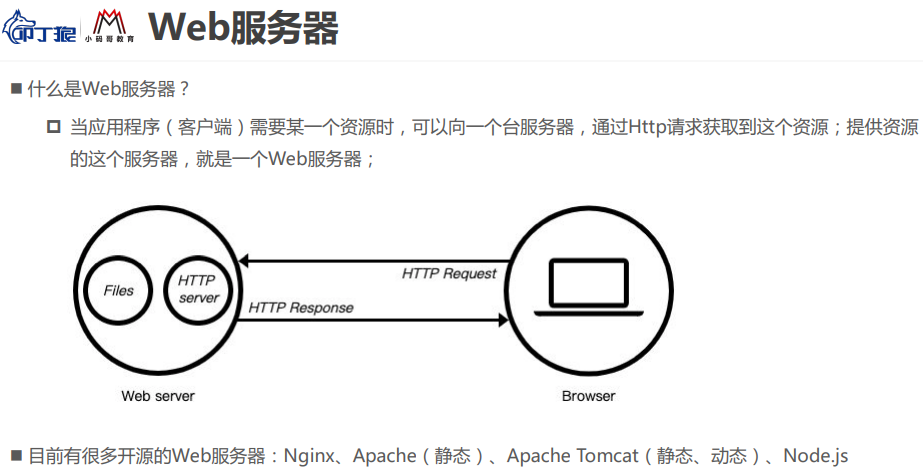 叩丁狼 小码哥教育 Web服务器
什么是Web服务器？
当应用程序（客户端）需要某一个资源时，可以向一个台服务器，通过Http请求获取到这个资源；提供资源
的这个服务器，就是一个Web服务器；
Files
HTTP
server
HTTP Request
HTTP Response
Web server
Browser
目前有很多开源的Web服务器：Nginx、Apache（静态）、Apache Tomcat（静态、动态）、Node.js